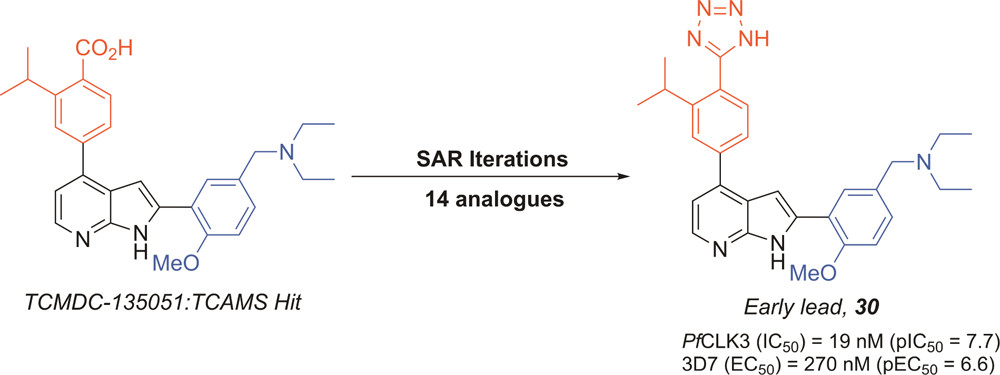 CO₂H
N
N
H
MeO
TCMDC-135051:TCAMS Hit
SAR Iterations
14 analogues
N=N
N NH
N
N
H
N
MeO
N
Early lead, 30
PfCLK3 (IC₅₀) = 19 nM (pIC₅₀ = 7.7)
3D7 (EC₅₀) = 270 nM (pEC₅₀ = 6.6)